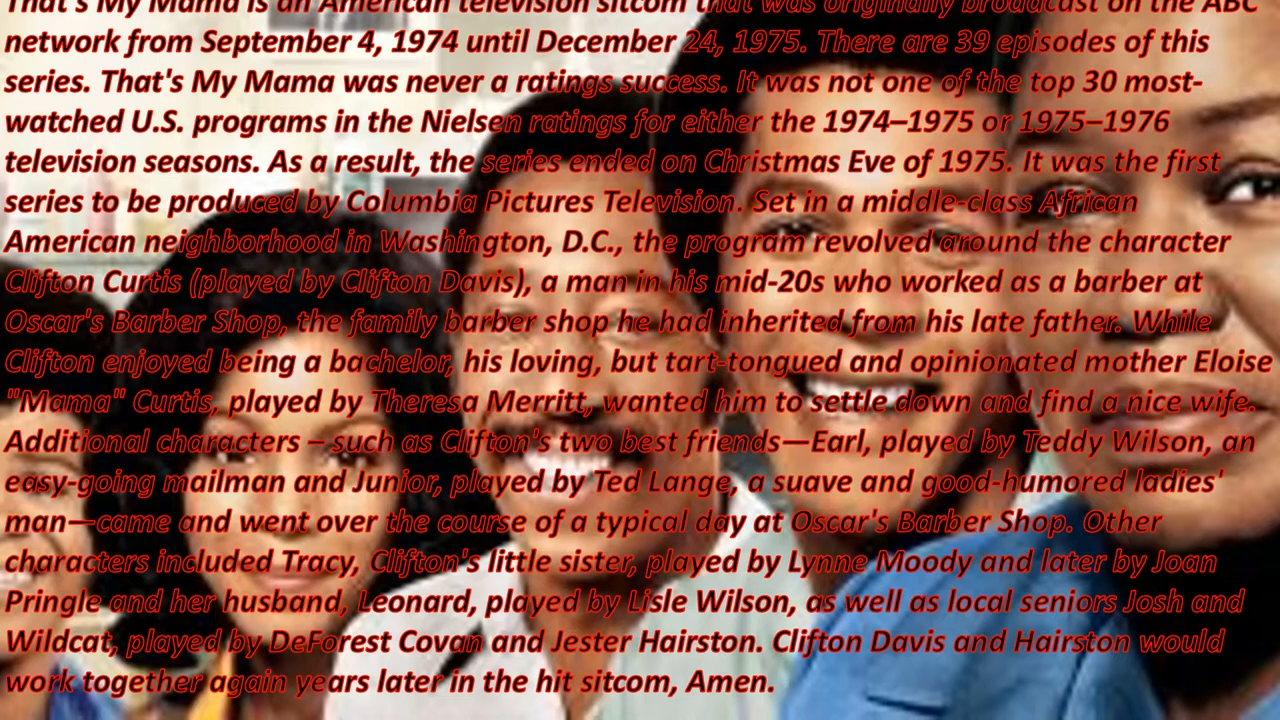 That's My Mama is an American television sitcom that was originally broadcast on the ABC
network from September 4, 1974 until December 24, 1975. There are 39 episodes of this
series. That's My Mama was never a ratings success. It was not one of the top 30 most-
watched U.S. programs in the Nielsen ratings for either the 1974–1975 or 1975–1976
television seasons. As a result, the series ended on Christmas Eve of 1975. It was the first
series to be produced by Columbia Pictures Television. Set in a middle-class African
American neighborhood in Washington, D.C., the program revolved around the character
Clifton Curtis (played by Clifton Davis), a man in his mid-20s who worked as a barber at
Oscar's Barber Shop, the family barber shop he had inherited from his late father. While
Clifton enjoyed being a bachelor, his loving, but tart-tongued and opinionated mother Eloise
"Mama" Curtis, played by Theresa Merritt, wanted him to settle down and find a nice wife.
Additional characters – such as Clifton's two best friends—Earl, played by Teddy Wilson, an
easy-going mailman and Junior, played by Ted Lange, a suave and good-humored ladies'
man—came and went over the course of a typical day at Oscar's Barber Shop. Other
characters included Tracy, Clifton's little sister, played by Lynne Moody and later by Joan
Pringle and her husband, Leonard, played by Lisle Wilson, as well as local seniors Josh and
Wildcat, played by DeForest Covan and Jester Hairston. Clifton Davis and Hairston would
work together again years later in the hit sitcom, Amen.